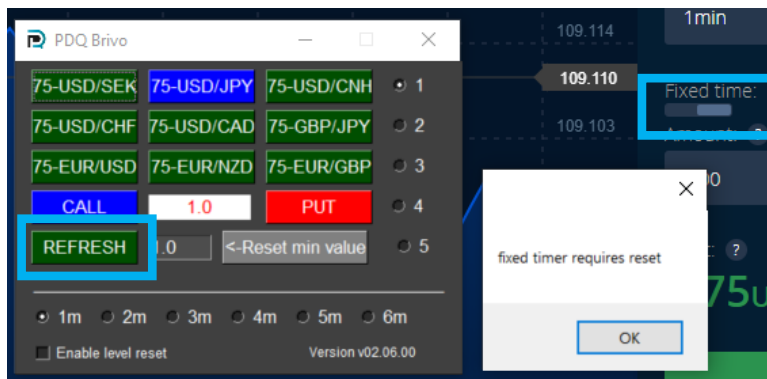 PDQ Brivo
75-USD/SEK 75-USD/JPY 75-USD/CNH 1
75-USD/CHF 75-USD/CAD 75-GBP/JPY 2
75-EUR/USD 75-EUR/NZD 75-EUR/GBP 3
CALL 1.0 PUT 4
REFRESH 1.0 <-Reset min value 5
1m 2m 3m 4m 5m 6m
Enable level reset Version v02.06.00
109.114
109.110
109.103
1min
Fixed time:
Amount: ?
fixed timer requires reset
OK
?